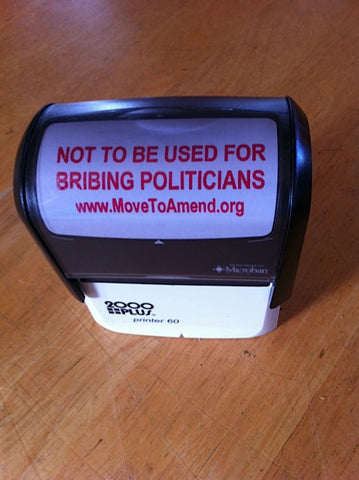 NOT TO BE USED FOR
BRIBING POLITICIANS
www.MoveToAmend.org
Microban
2000
PLUS®
printer 60